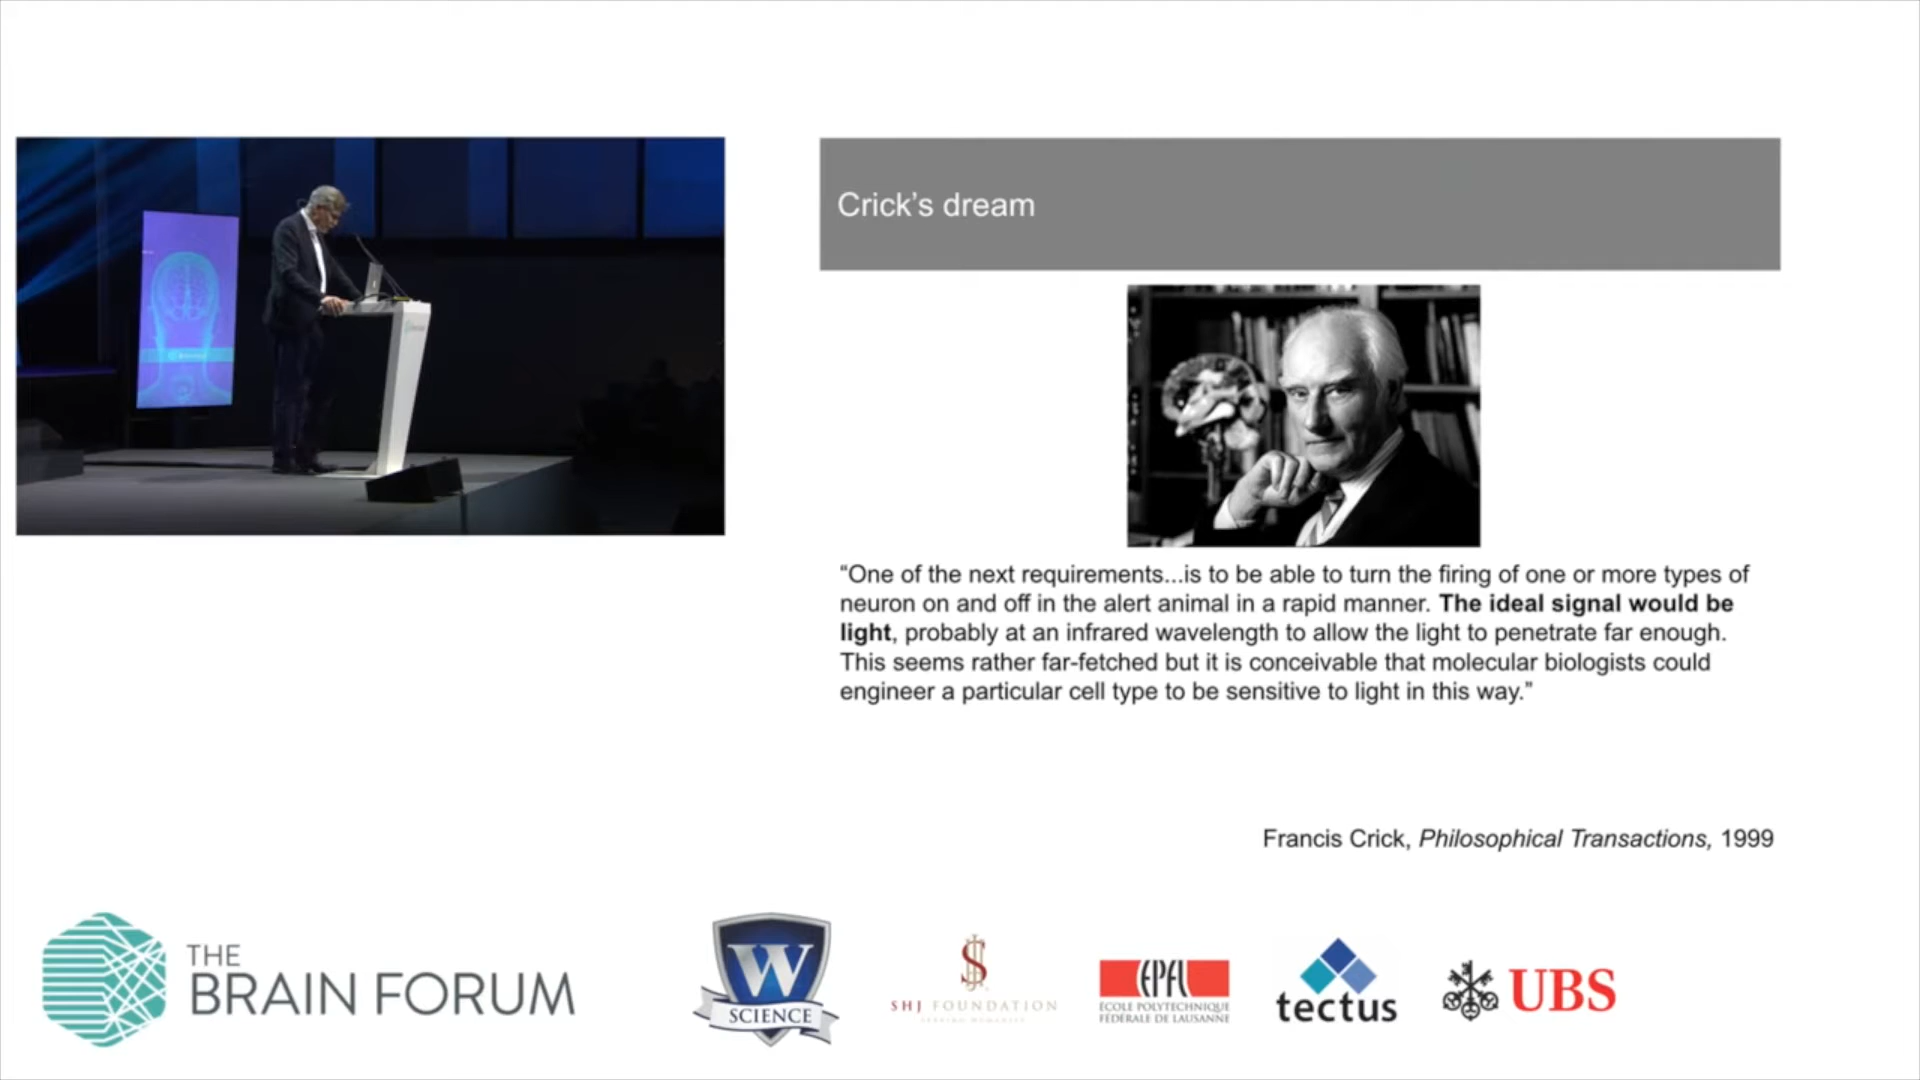 Crick’s dream
“One of the next requirements...is to be able to turn the firing of one or more types of
neuron on and off in the alert animal in a rapid manner. The ideal signal would be
light, probably at an infrared wavelength to allow the light to penetrate far enough.
This seems rather far-fetched but it is conceivable that molecular biologists could
engineer a particular cell type to be sensitive to light in this way.”
Francis Crick, Philosophical Transactions, 1999
THE
BRAIN FORUM
W
SCIENCE
SHJ FOUNDATION
EPFL
ÉCOLE POLYTECHNIQUE
FÉDÉRALE DE LAUSANNE
tectus
UBS